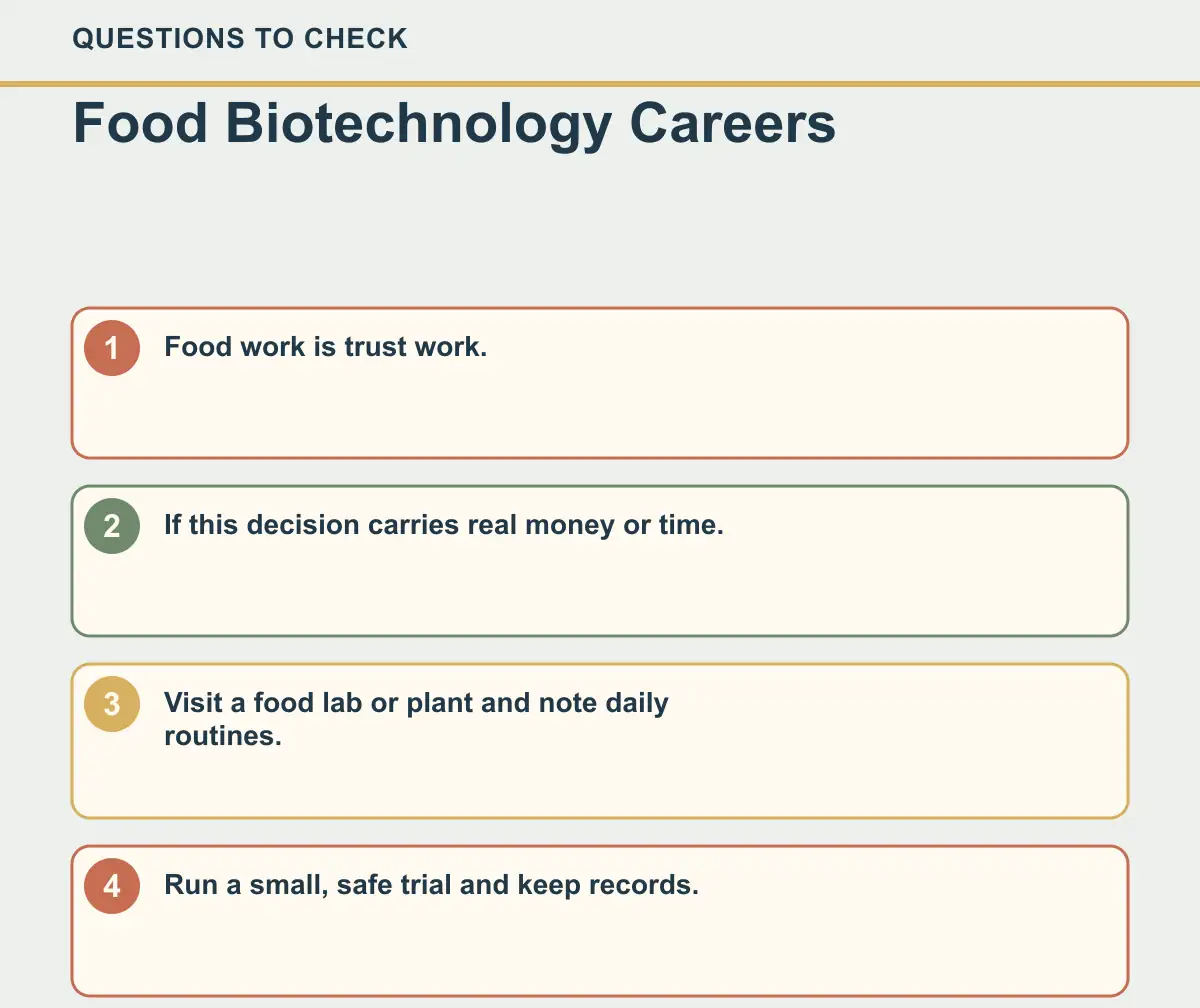 QUESTIONS TO CHECK
Food Biotechnology Careers
1
Food work is trust work.
2
If this decision carries real money or time.
3
Visit a food lab or plant and note daily
routines.
4
Run a small, safe trial and keep records.